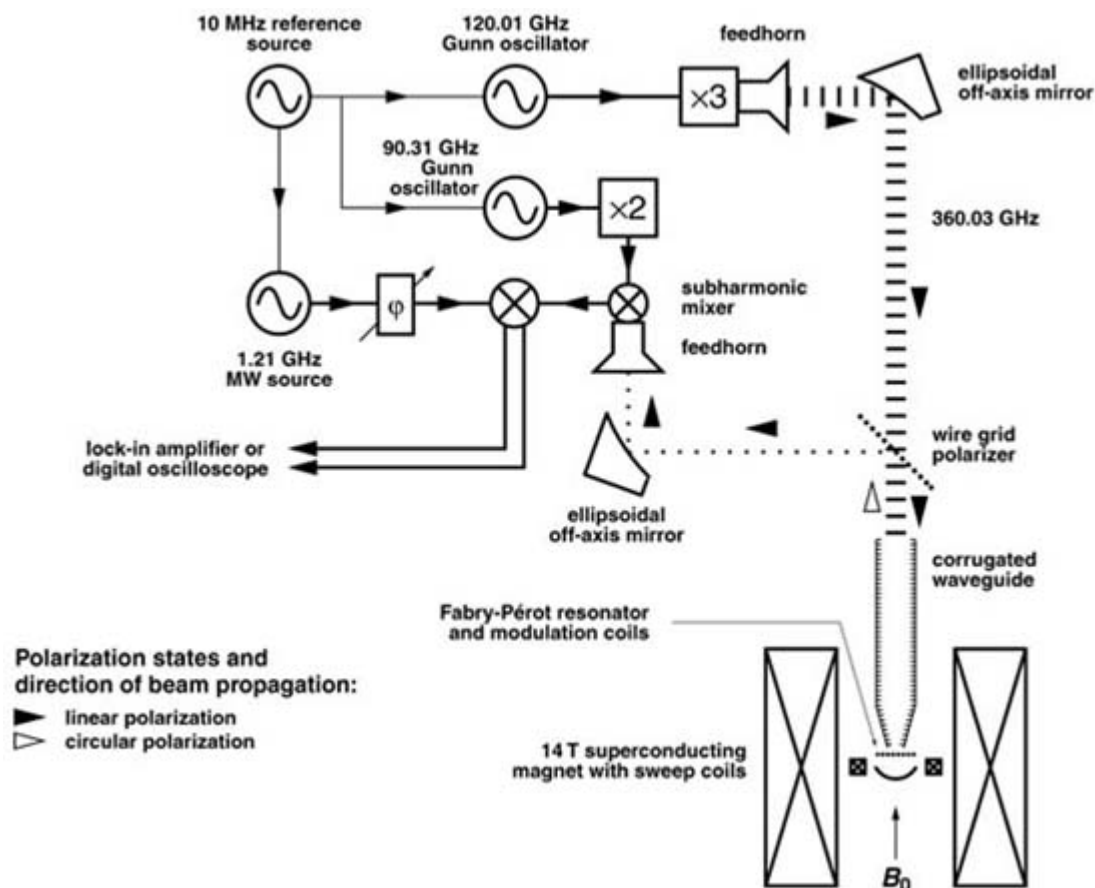 10 MHz reference
source
120.01 GHz
Gunn oscillator
feedhorn
ellipsoidal
off-axis mirror
×3
90.31 GHz
Gunn
oscillator
×2
360.03 GHz
φ
subharmonic
mixer
feedhorn
1.21 GHz
MW source
lock-in amplifier or
digital oscilloscope
wire grid
polarizer
ellipsoidal
off-axis mirror
corrugated
waveguide
Fabry-Pérot resonator
and modulation coils
Polarization states and
direction of beam propagation:
linear polarization
circular polarization
14 T superconducting
magnet with sweep coils
B0